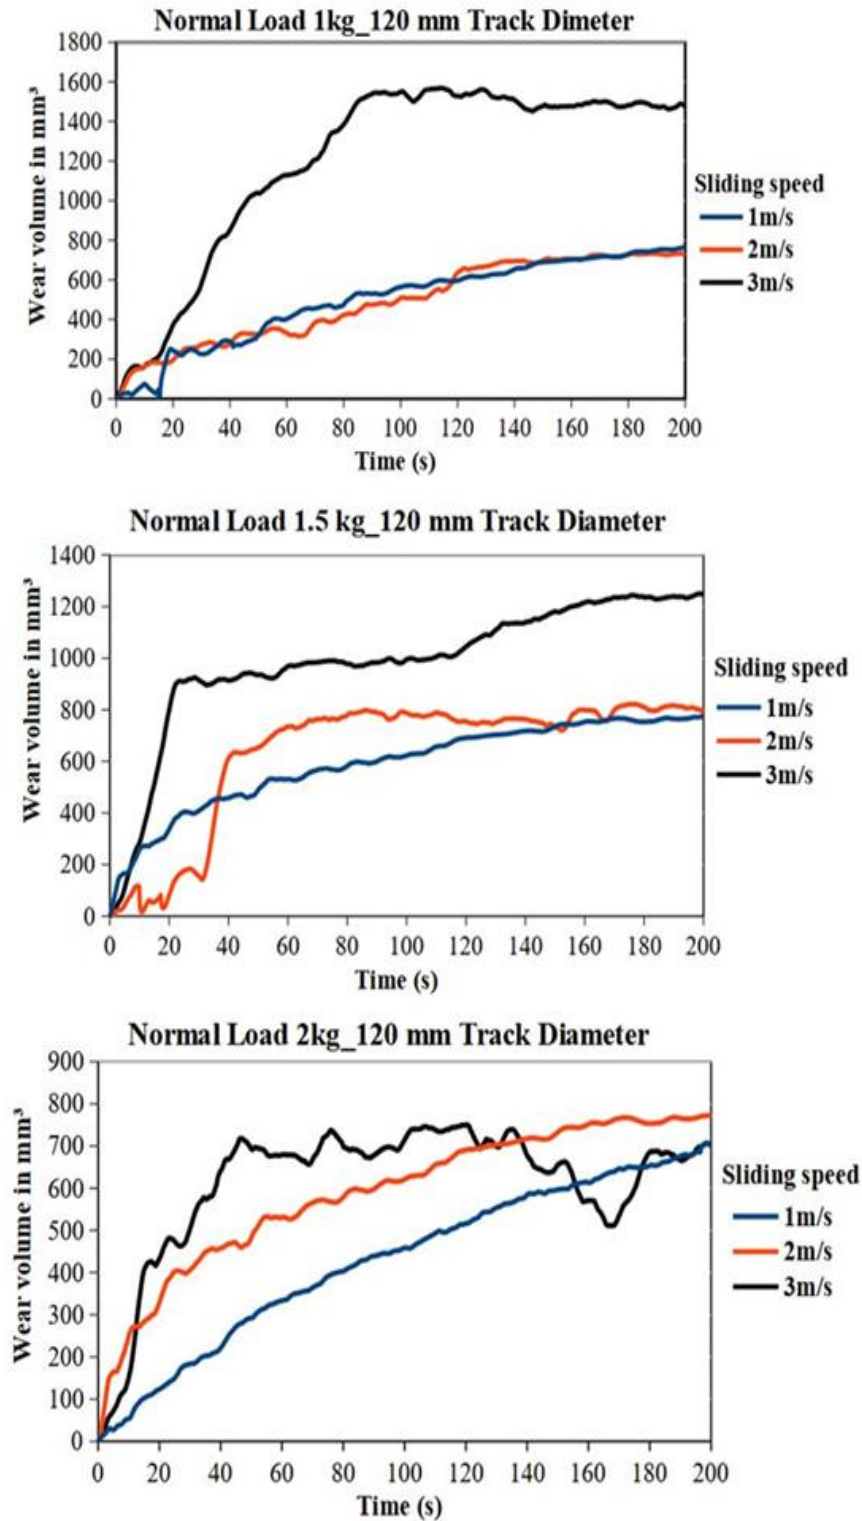 Normal Load 1kg_120 mm Track Dimeter
Wear volume in mm³
1800
1600
1400
1200
1000
800
600
400
200
0
0 20 40 60 80 100 120 140 160 180 200
Time (s)
Sliding speed
1m/s
2m/s
3m/s
Normal Load 1.5 kg_120 mm Track Diameter
Wear volume in mm³
1400
1200
1000
800
600
400
200
0
0 20 40 60 80 100 120 140 160 180 200
Time (s)
Sliding speed
1m/s
2m/s
3m/s
Normal Load 2kg_120 mm Track Diameter
Wear volume in mm³
900
800
700
600
500
400
300
200
100
0
0 20 40 60 80 100 120 140 160 180 200
Time (s)
Sliding speed
1m/s
2m/s
3m/s